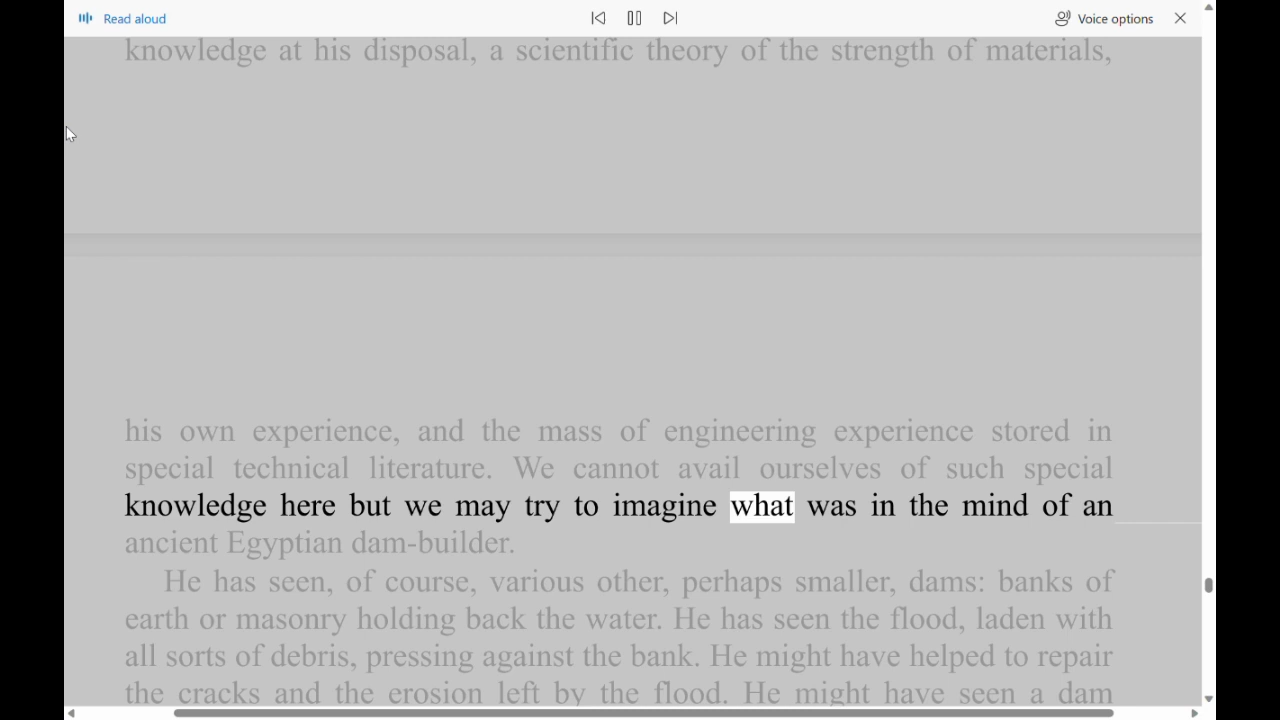 Read aloud
Voice options
knowledge at his disposal, a scientific theory of the strength of materials,
his own experience, and the mass of engineering experience stored in
special technical literature. We cannot avail ourselves of such special
knowledge here but we may try to imagine what was in the mind of an
ancient Egyptian dam-builder.
He has seen, of course, various other, perhaps smaller, dams: banks of
earth or masonry holding back the water. He has seen the flood, laden with
all sorts of debris, pressing against the bank. He might have helped to repair
the cracks and the erosion left by the flood. He might have seen a dam